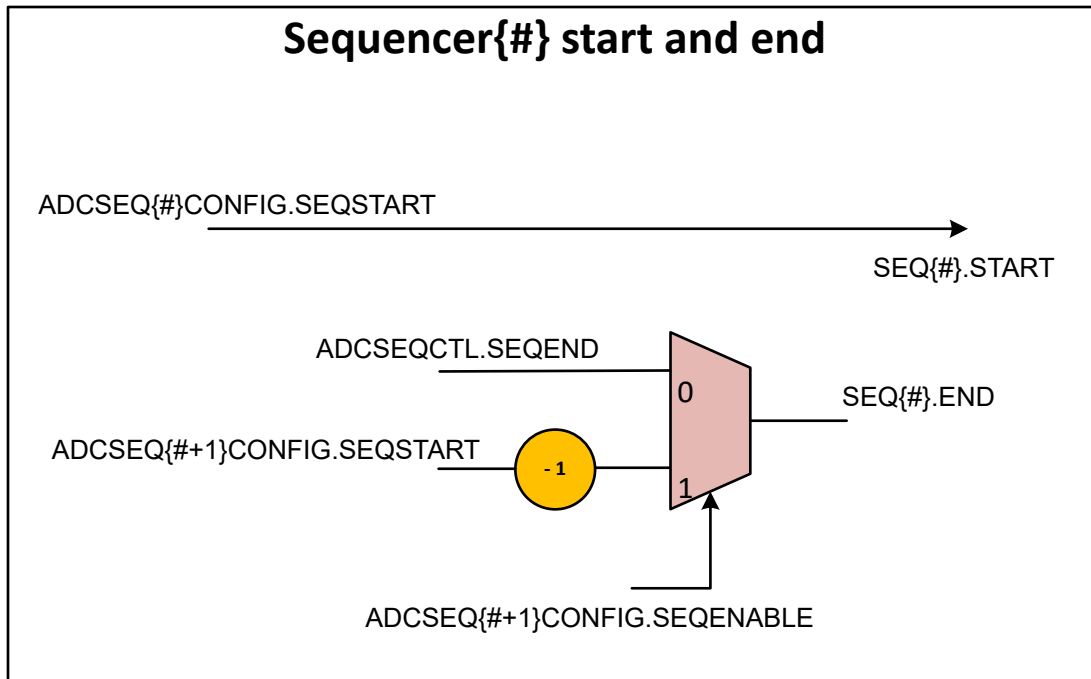 Sequencer{#} start and end
ADCSEQ{#}CONFIG.SEQSTART
SEQ{#}.START
ADCSEQCTL.SEQEND
0
SEQ{#}.END
ADCSEQ{#+1}CONFIG.SEQSTART
- 1
1
ADCSEQ{#+1}CONFIG.SEQENABLE